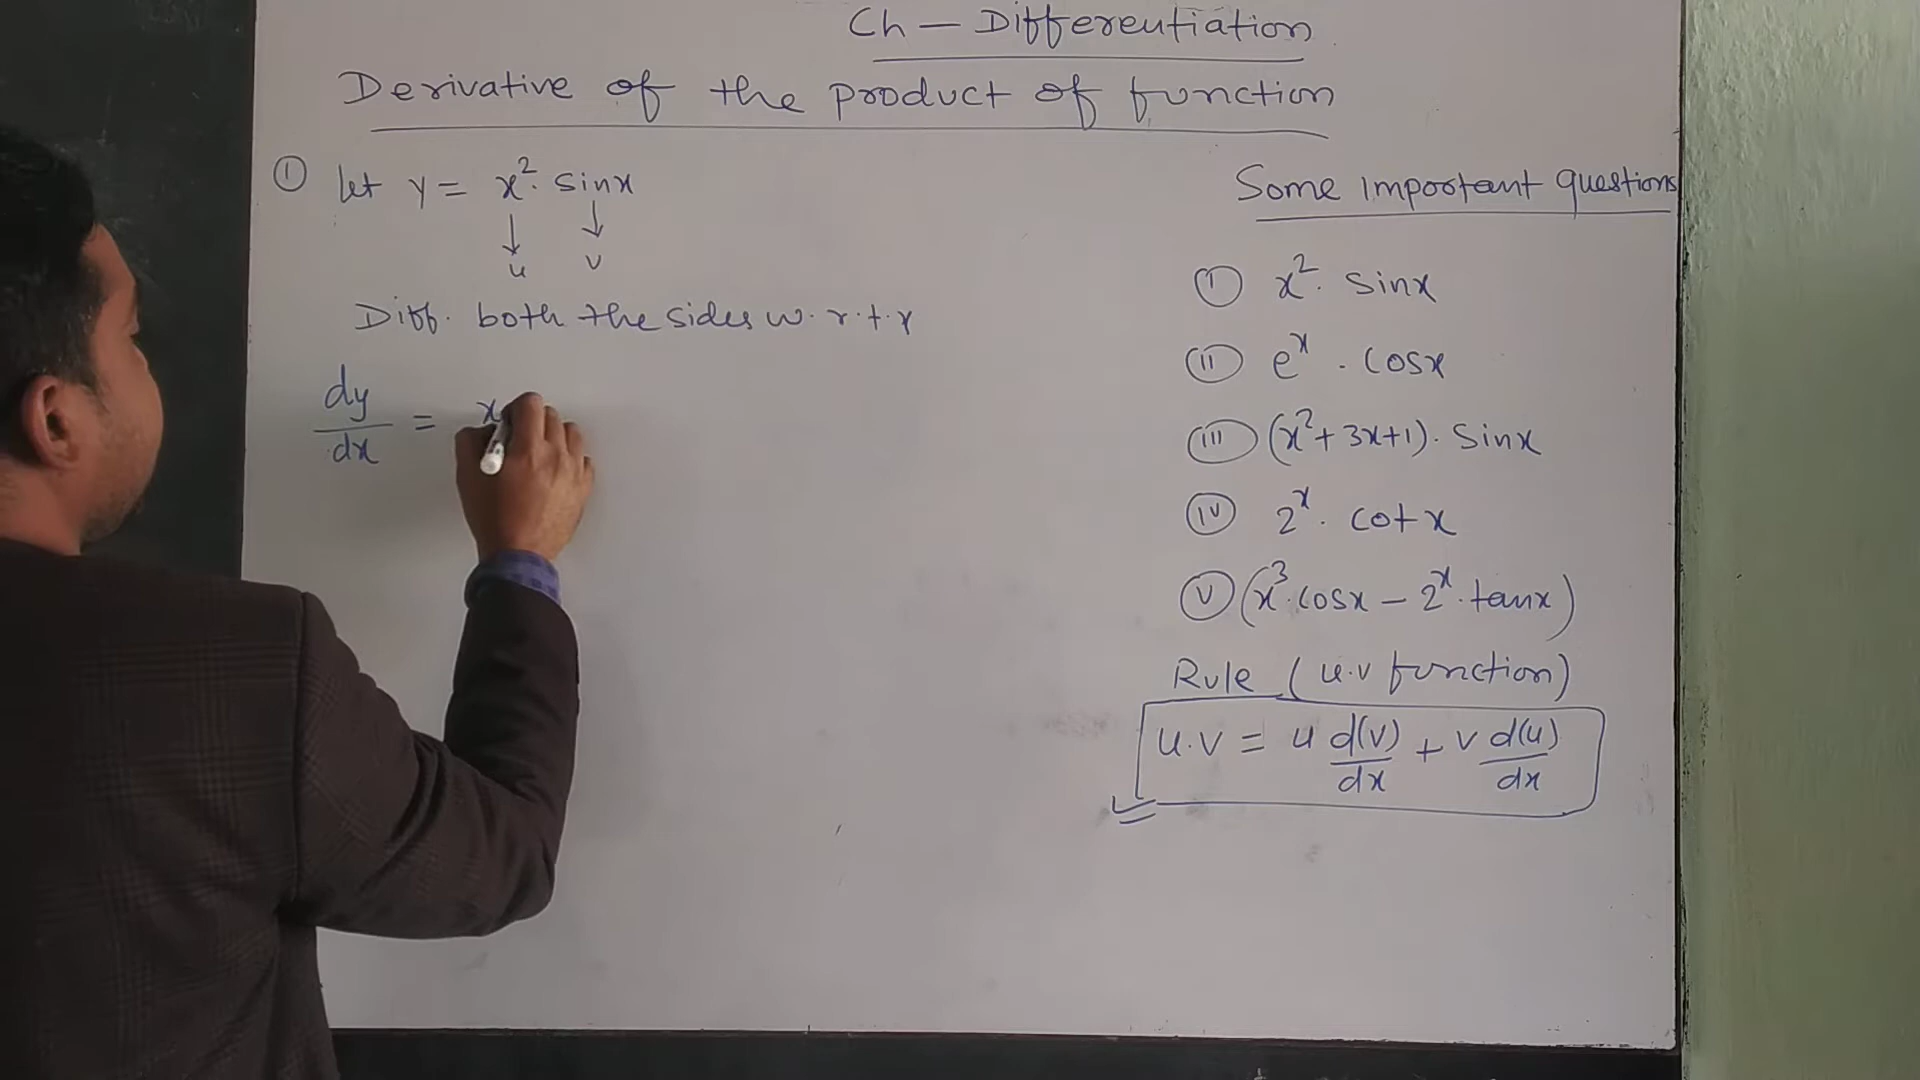 Ch — Differentiation
Derivative of the product of function
① Let y = x². sinx
↓ ↓
u v
Diff. both the sides w.r.t.x
dy/dx = x
Some important questions
(I) x². sinx
(II) eˣ . cosx
(III) (x²+3x+1). sinx
(IV) 2ˣ. cotx
(V) (x³.cosx – 2ˣ.tanx)
Rule (u.v function)
u.v = u d(v)/dx + v d(u)/dx